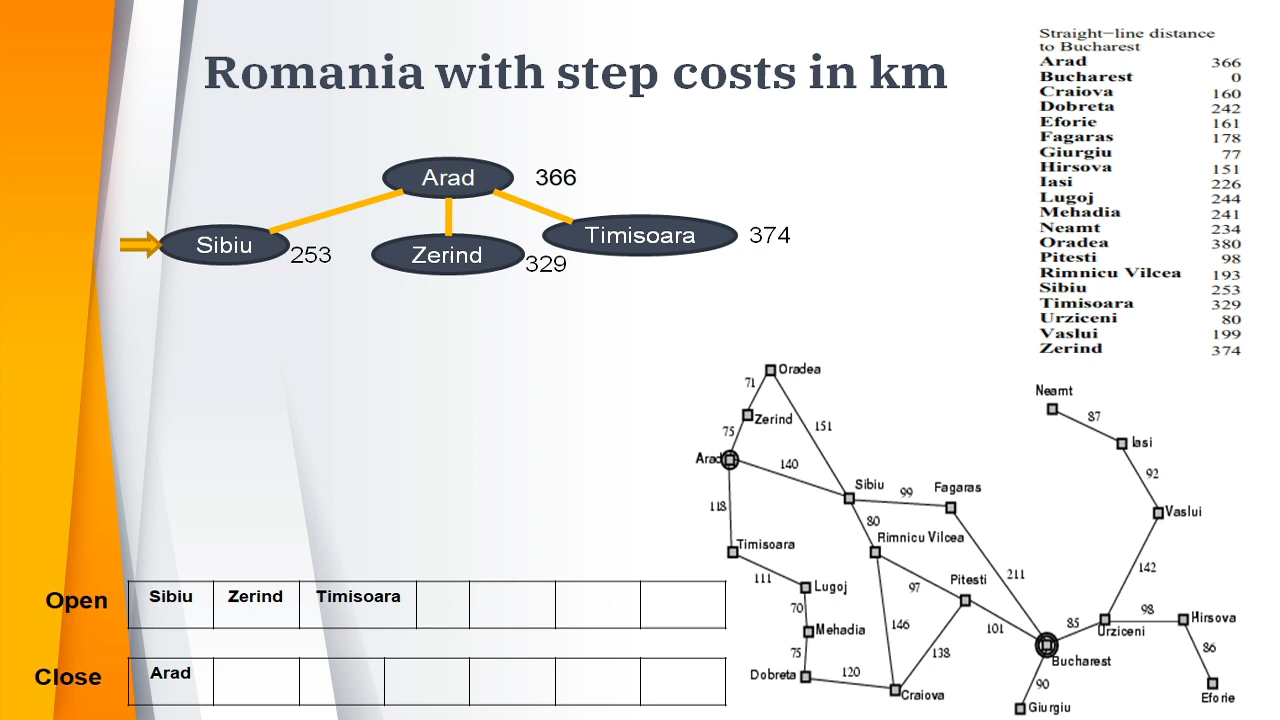 Romania with step costs in km
Arad 366
Sibiu 253
Zerind 329
Timisoara 374
Straight−line distance
to Bucharest
Arad 366
Bucharest 0
Craiova 160
Dobreta 242
Eforie 161
Fagaras 178
Giurgiu 77
Hirsova 151
Iasi 226
Lugoj 244
Mehadia 241
Neamt 234
Oradea 380
Pitesti 98
Rimnicu Vilcea 193
Sibiu 253
Timisoara 329
Urziceni 80
Vaslui 199
Zerind 374
Oradea
71
Zerind
75
151
Arad
140
118
Sibiu
99
Fagaras
80
Rimnicu Vilcea
Timisoara
111
Lugoj
70
Mehadia
75
Dobreta
120
Craiova
146
97
Pitesti
138
101
211
Bucharest
90
Giurgiu
85
Urziceni
98
Hirsova
86
Eforie
142
Vaslui
92
Iasi
87
Neamt
Open Sibiu Zerind Timisoara
Close Arad